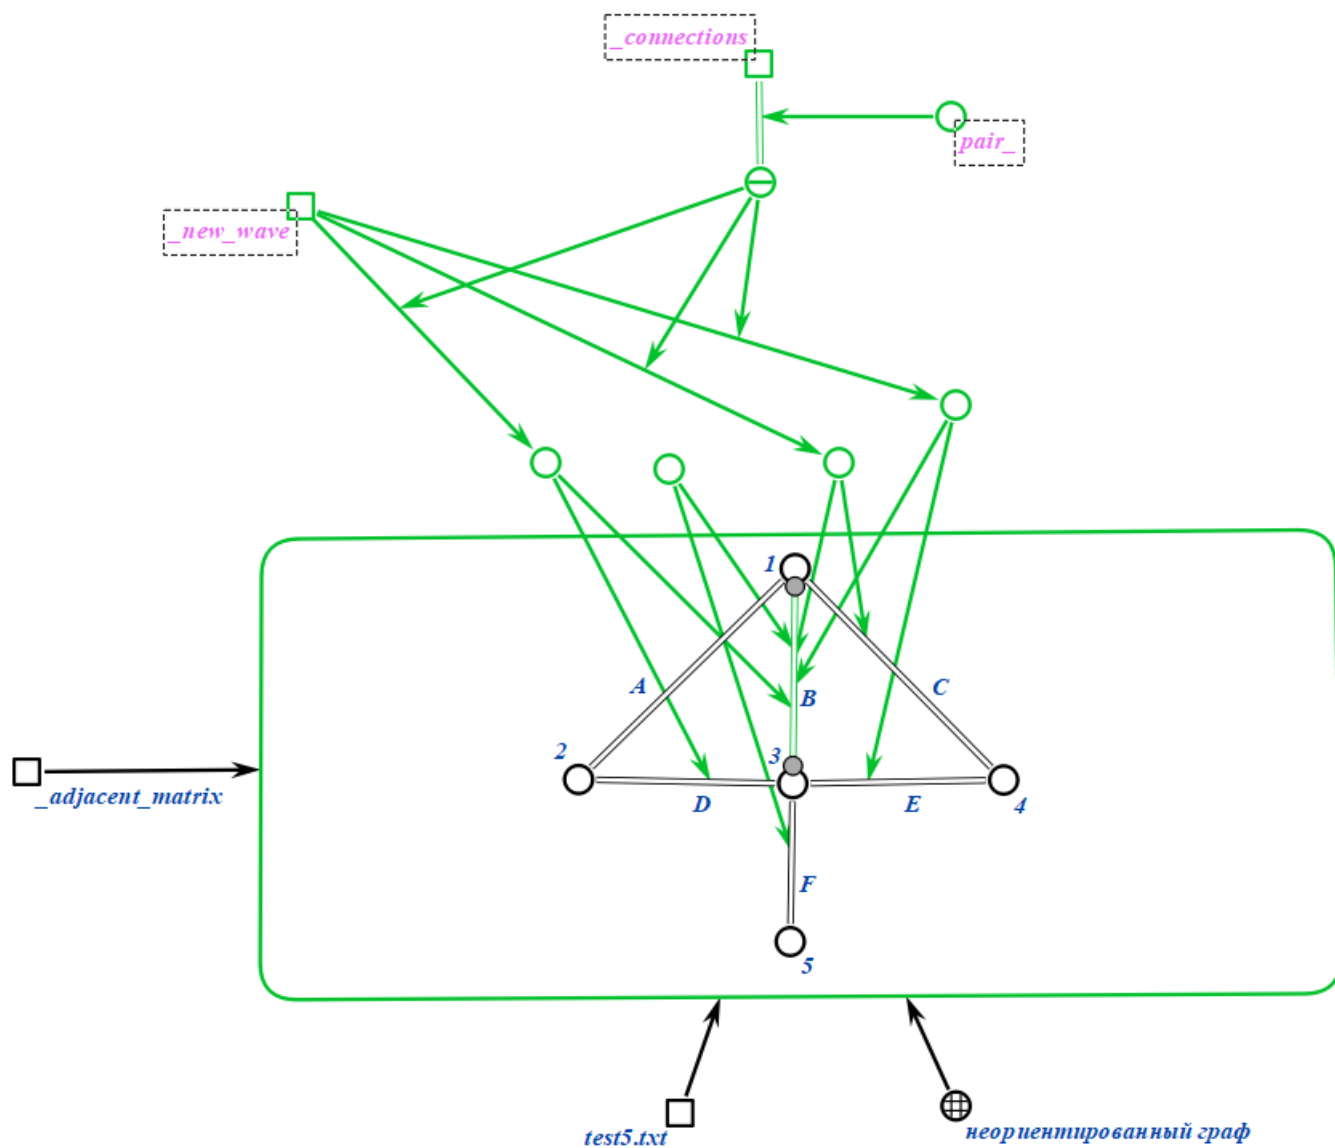 _connections
pair_
_new_wave
1
A
B
C
2
3
_adjacent_matrix
D
E
4
F
5
test5.txt
неориентированный граф